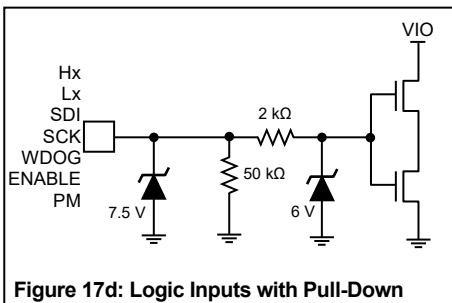 VIO
Hx
Lx
SDI
SCK
WDOG
ENABLE
PM
2 kΩ
50 kΩ
7.5 V
6 V
Figure 17d: Logic Inputs with Pull-Down